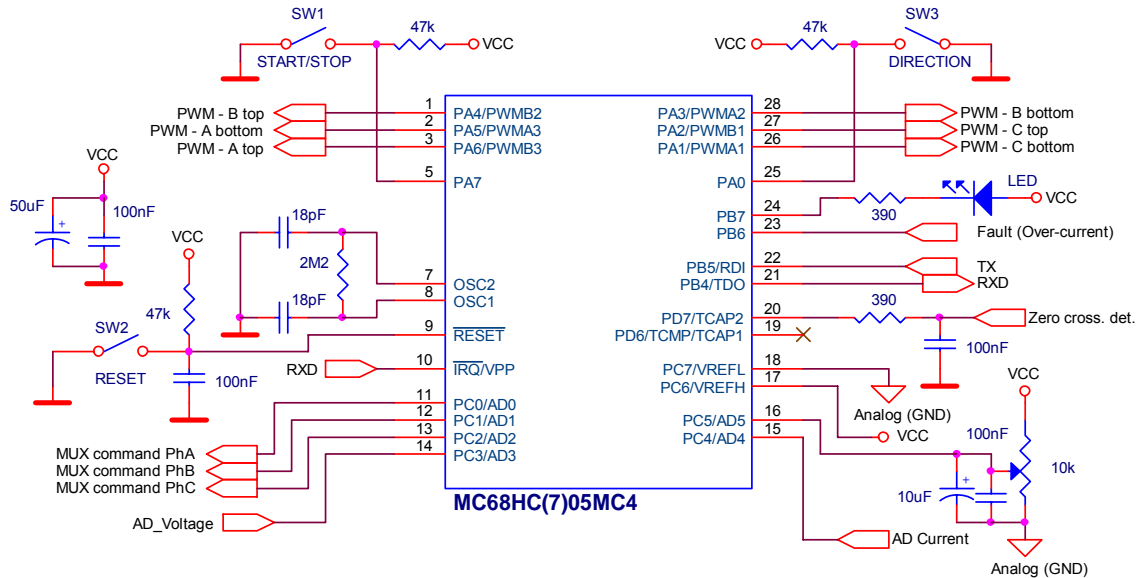 SW1
47k
VCC
START/STOP
SW3
47k
VCC
DIRECTION
PWM - B top
PWM - A bottom
PWM - A top
1
2
3
5
PA4/PWMB2
PA5/PWMA3
PA6/PWMB3
PA7
PA3/PWMA2
PA2/PWMB1
PA1/PWMA1
PA0
28
27
26
25
PWM - B bottom
PWM - C top
PWM - C bottom
VCC
50uF
+
100nF
VCC
47k
SW2
RESET
100nF
18pF
2M2
18pF
7
8
9
10
OSC2
OSC1
RESET
IRQ/VPP
RXD
PB7
PB6
24
23
390
LED
VCC
Fault (Over-current)
PB5/RDI
PB4/TDO
22
21
TX
RXD
PD7/TCAP2
PD6/TCMP/TCAP1
20
19
390
Zero cross. det.
100nF
PC7/VREFL
PC6/VREFH
18
17
Analog (GND)
VCC
11
12
13
14
PC0/AD0
PC1/AD1
PC2/AD2
PC3/AD3
MUX command PhA
MUX command PhB
MUX command PhC
AD_Voltage
PC5/AD5
PC4/AD4
16
15
VCC
100nF
10k
+
10uF
AD Current
Analog (GND)
MC68HC(7)05MC4